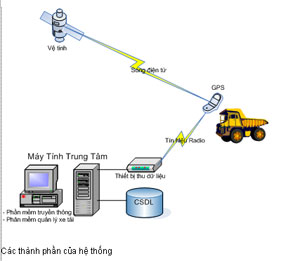 Vệ tinh
Sóng điện từ
GPS
Tín hiệu Radio
Máy Tính Trung Tâm
Thiết bị thu dữ liệu
CSDL
- Phần mềm truyền thông
- Phần mềm quản lý xe tải
Các thành phần của hệ thống